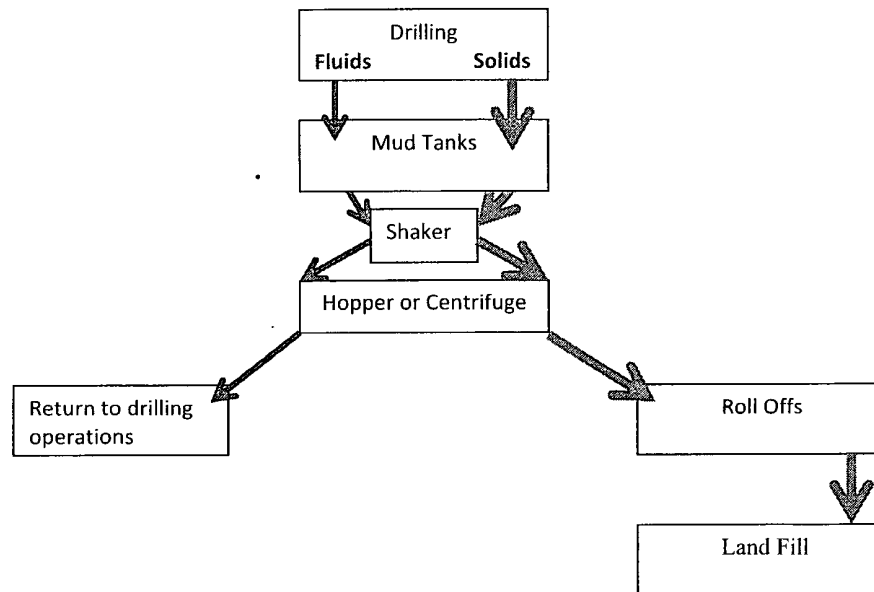 Drilling
Fluids Solids
Mud Tanks
Shaker
Hopper or Centrifuge
Return to drilling
operations
Roll Offs
Land Fill